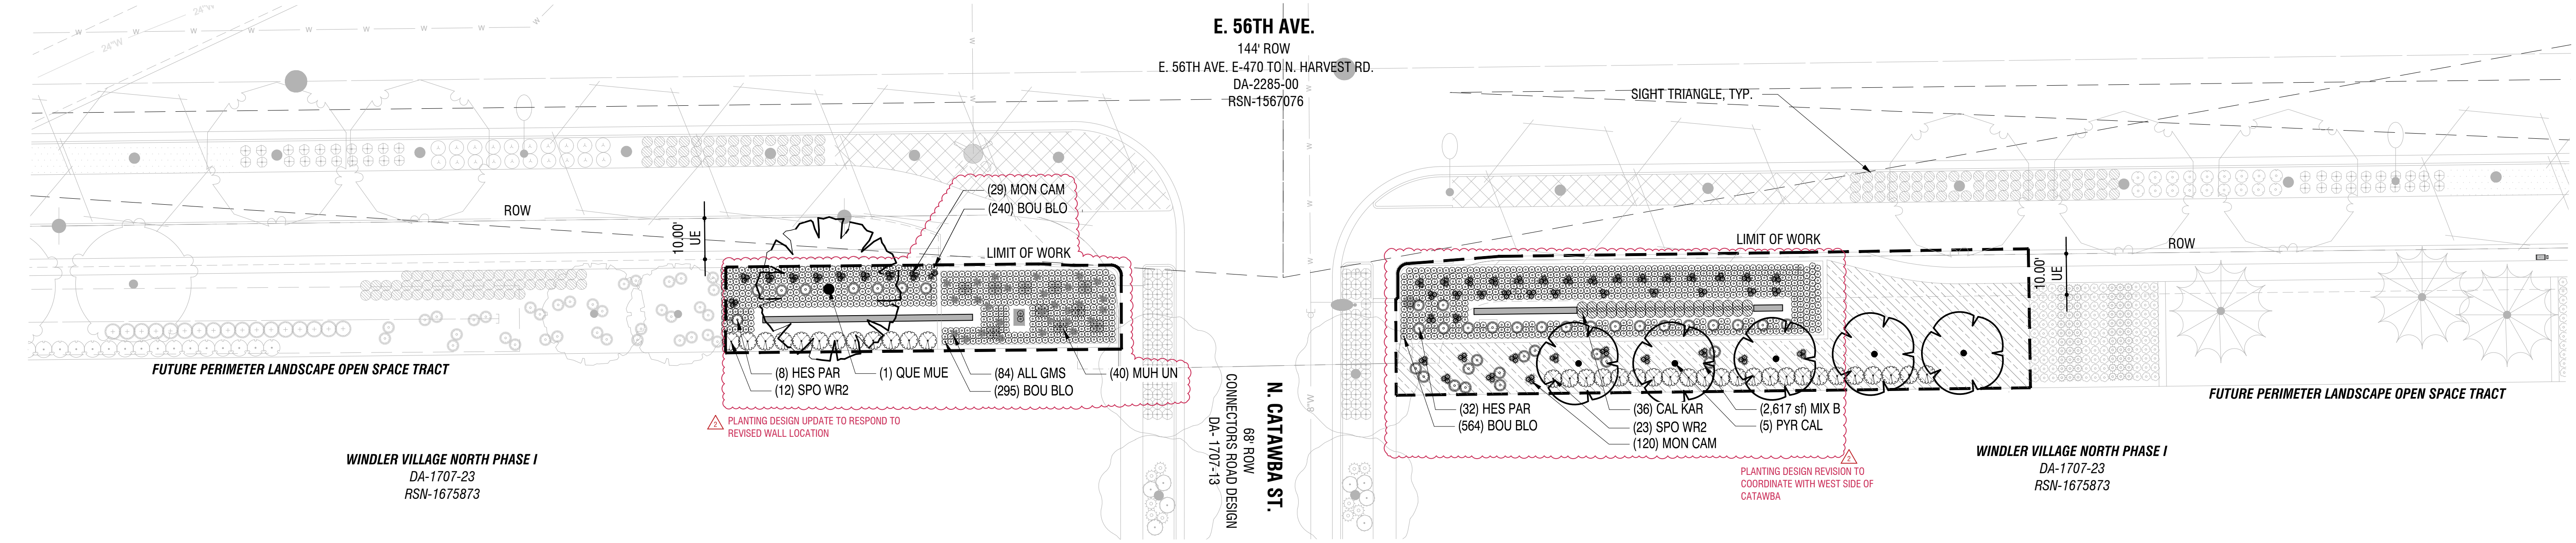 24"W
24"W
W W W W W W W W W
W
W
E. 56TH AVE.
144' ROW
E. 56TH AVE. E-470 TO N. HARVEST RD.
DA-2285-00
RSN-1567076
SIGHT TRIANGLE, TYP.
(29) MON CAM
(240) BOU BLO
ROW
10.00'
UE
LIMIT OF WORK
LIMIT OF WORK
ROW
10.00'
UE
FUTURE PERIMETER LANDSCAPE OPEN SPACE TRACT
(8) HES PAR
(12) SPO WR2
(1) QUE MUE
(84) ALL GMS
(295) BOU BLO
(40) MUH UN
2
PLANTING DESIGN UPDATE TO RESPOND TO
REVISED WALL LOCATION
WINDLER VILLAGE NORTH PHASE I
DA-1707-23
RSN-1675873
N. CATAWBA ST.
68' ROW
CONNECTORS ROAD DESIGN
DA- 1707-13
W
W
W
W
8"W
(32) HES PAR
(564) BOU BLO
(36) CAL KAR
(23) SPO WR2
(120) MON CAM
(2,617 sf) MIX B
(5) PYR CAL
2
PLANTING DESIGN REVISION TO
COORDINATE WITH WEST SIDE OF
CATAWBA
FUTURE PERIMETER LANDSCAPE OPEN SPACE TRACT
WINDLER VILLAGE NORTH PHASE I
DA-1707-23
RSN-1675873